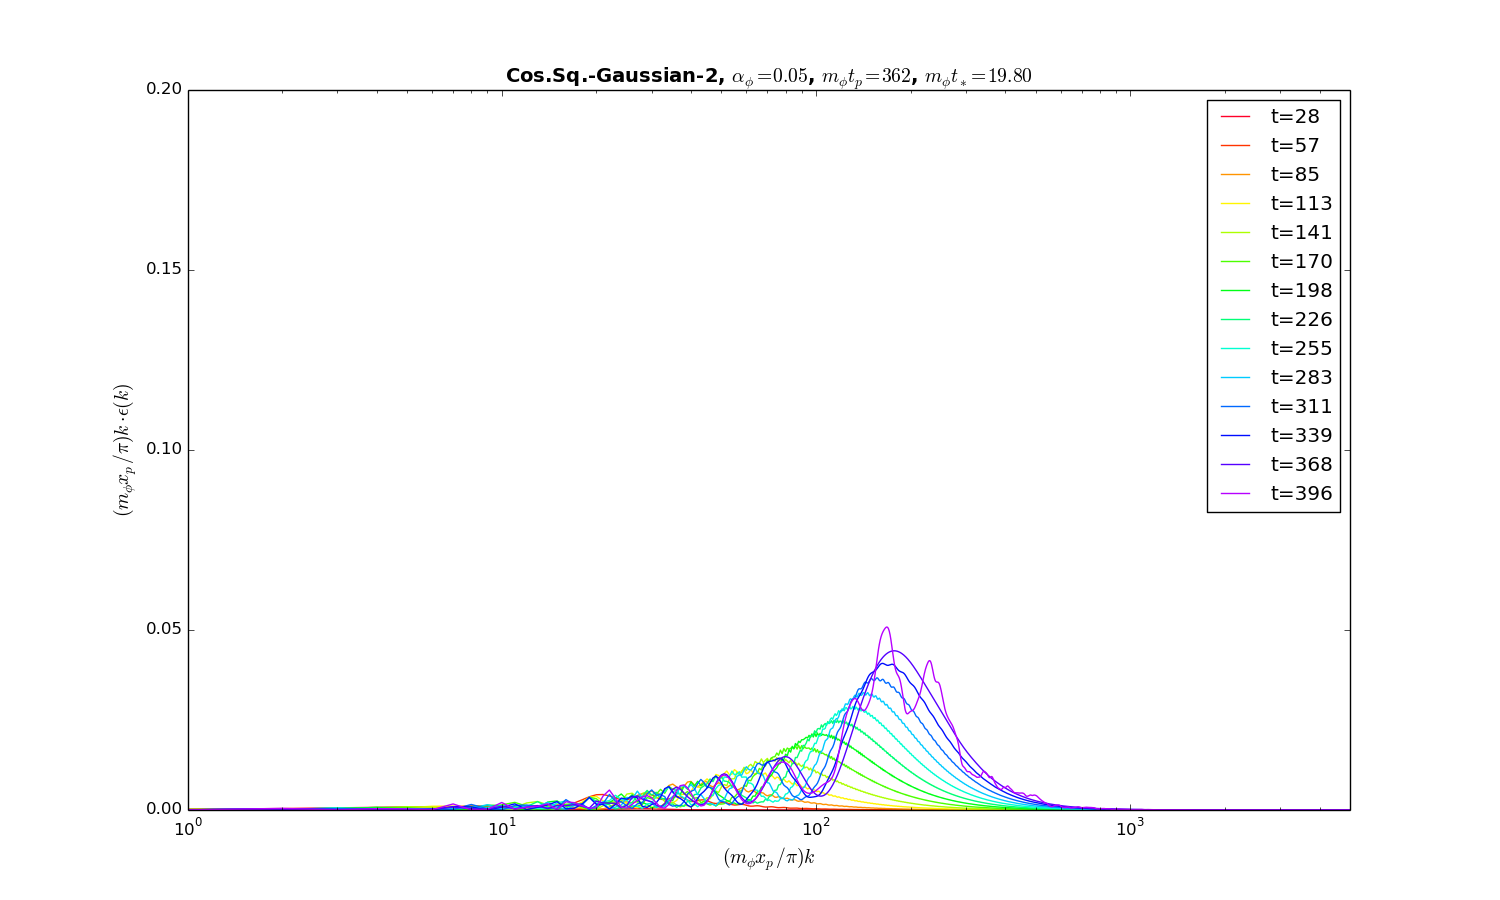 Cos.Sq.-Gaussian-2, α_ϕ=0.05, m_ϕt_p=362, m_ϕt_*=19.80
0.20
0.15
0.10
0.05
0.00
(m_ϕx_p/π)k·ϵ(k)
10^0
10^1
10^2
10^3
(m_ϕx_p/π)k
t=28
t=57
t=85
t=113
t=141
t=170
t=198
t=226
t=255
t=283
t=311
t=339
t=368
t=396